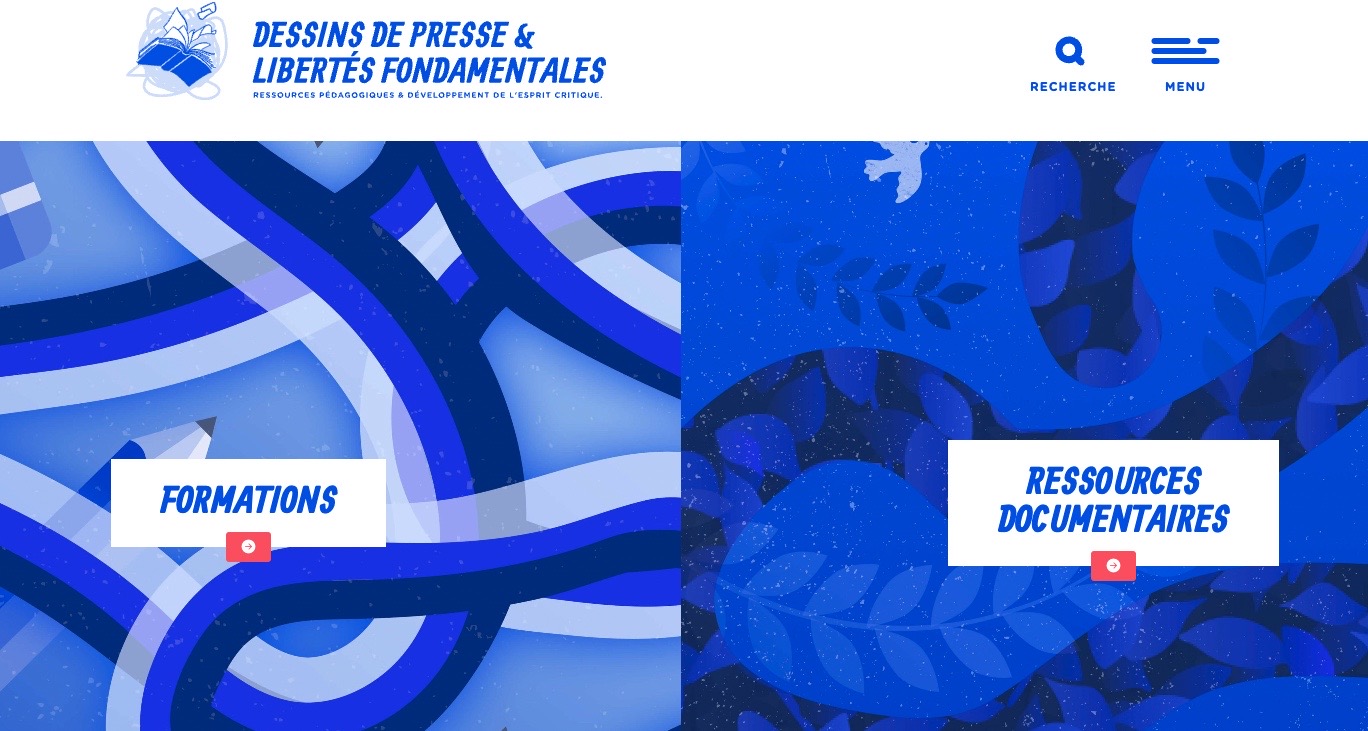 DESSINS DE PRESSE &
LIBERTÉS FONDAMENTALES
RESSOURCES PÉDAGOGIQUES & DÉVELOPPEMENT DE L'ESPRIT CRITIQUE.
RECHERCHE
MENU
FORMATIONS
RESSOURCES
DOCUMENTAIRES